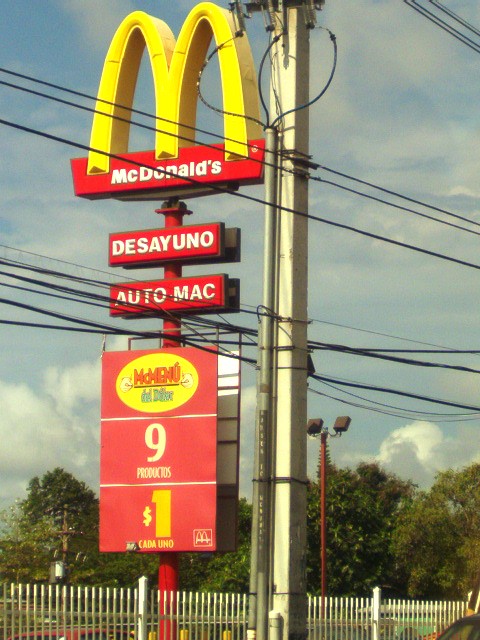 McDonald's
DESAYUNO
AUTO-MAC
McMENÚ
del Dólar
9
PRODUCTOS
$1
CADA UNO